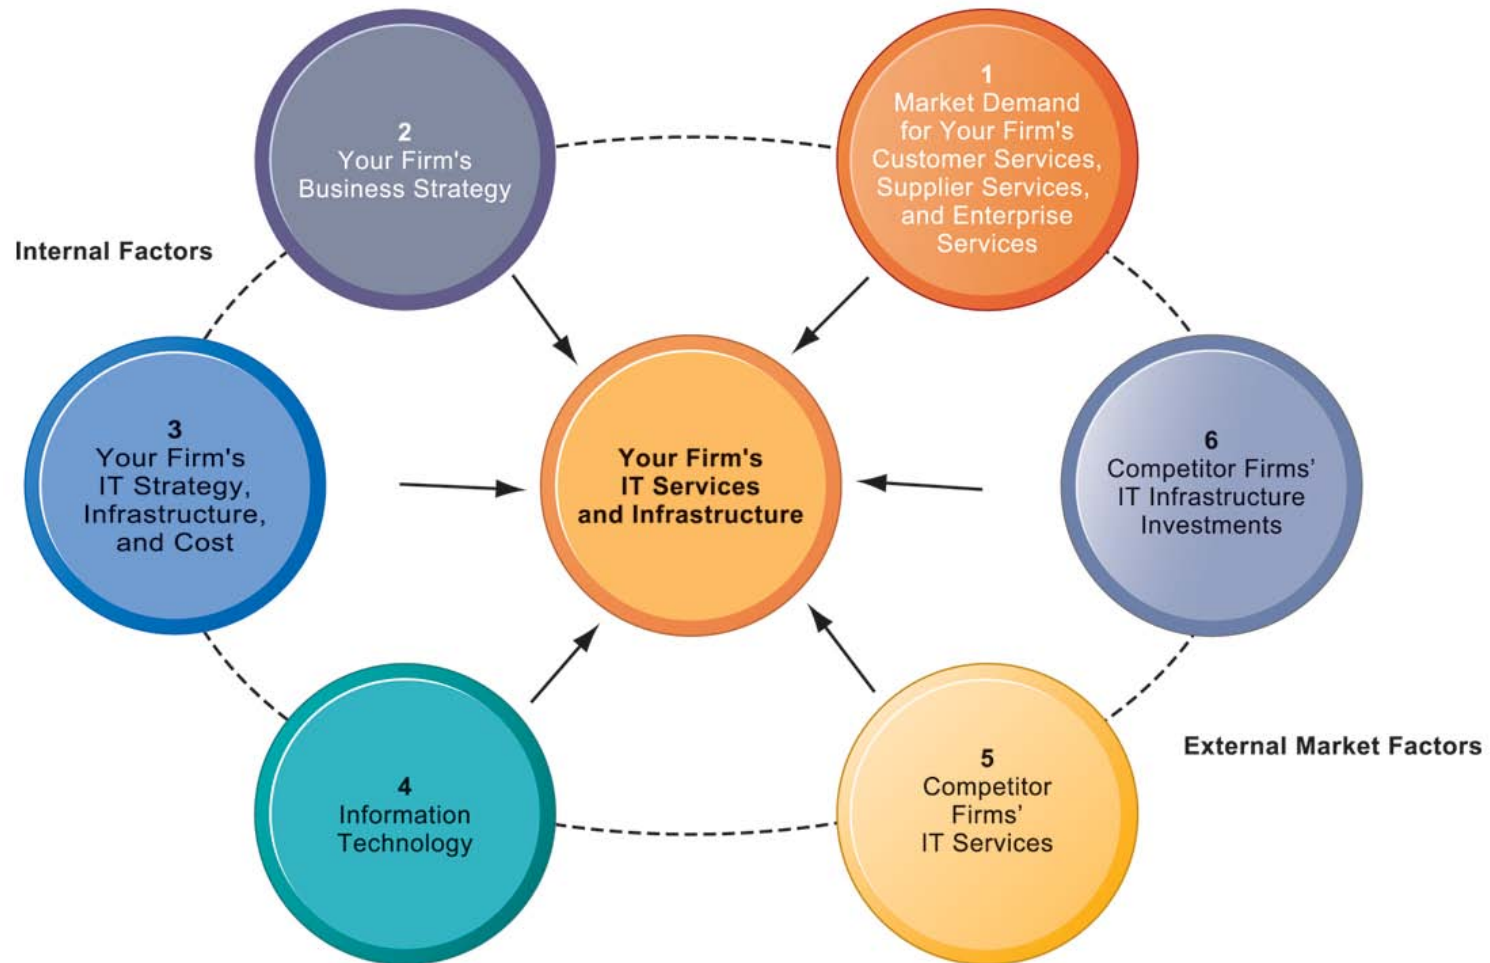 1
Market Demand
for Your Firm's
Customer Services,
Supplier Services,
and Enterprise
Services
2
Your Firm's
Business Strategy
Internal Factors
3
Your Firm's
IT Strategy,
Infrastructure,
and Cost
Your Firm's
IT Services
and Infrastructure
6
Competitor Firms’
IT Infrastructure
Investments
External Market Factors
4
Information
Technology
5
Competitor
Firms’
IT Services